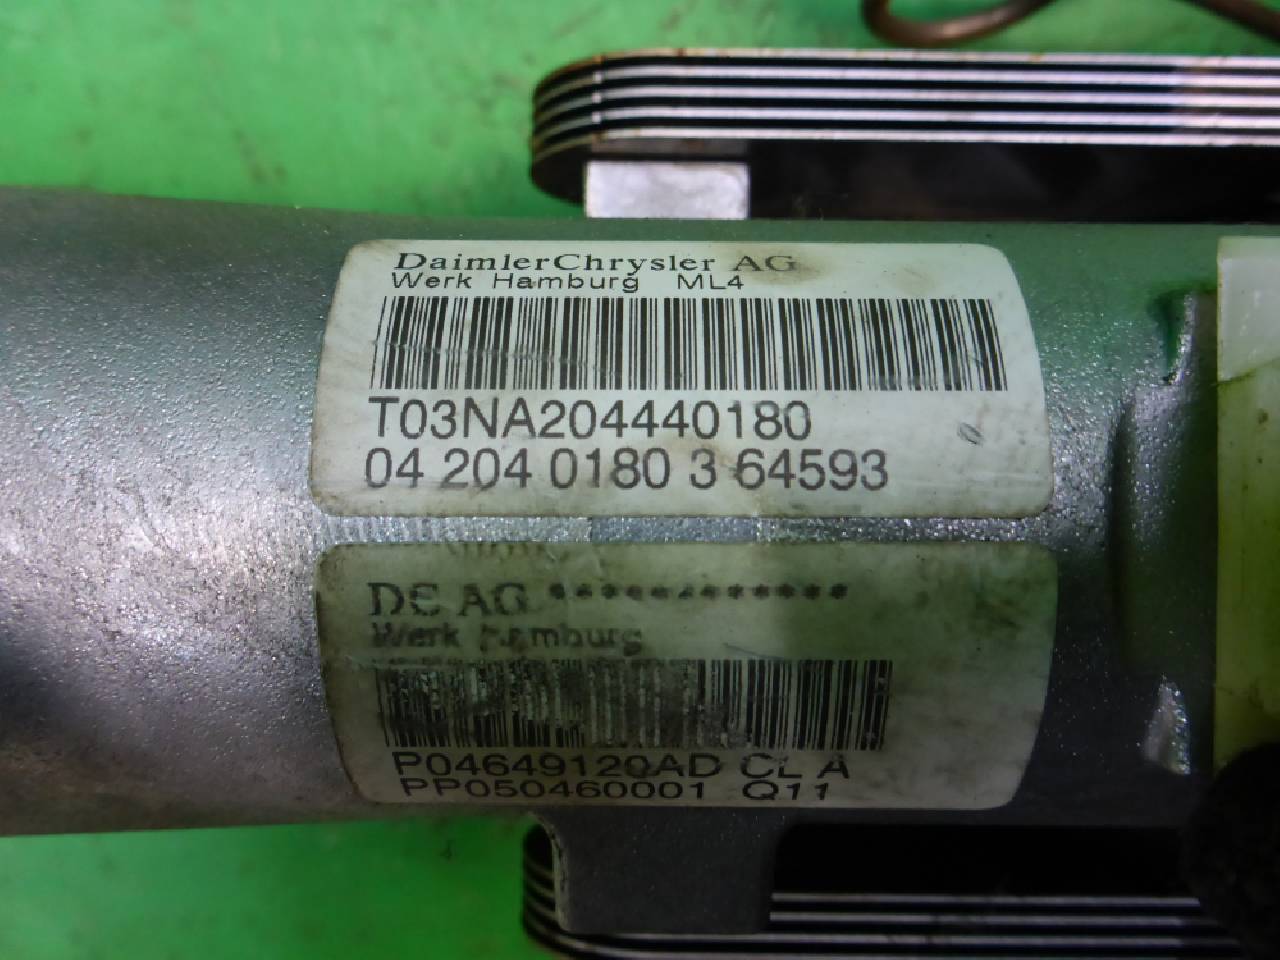 DaimlerChrysler AG
Werk Hamburg ML4
T03NA204440180
04 204 0180 3 64593
DC AG ************
Werk Hamburg
P04649120AD CL A
PP050460001 Q11